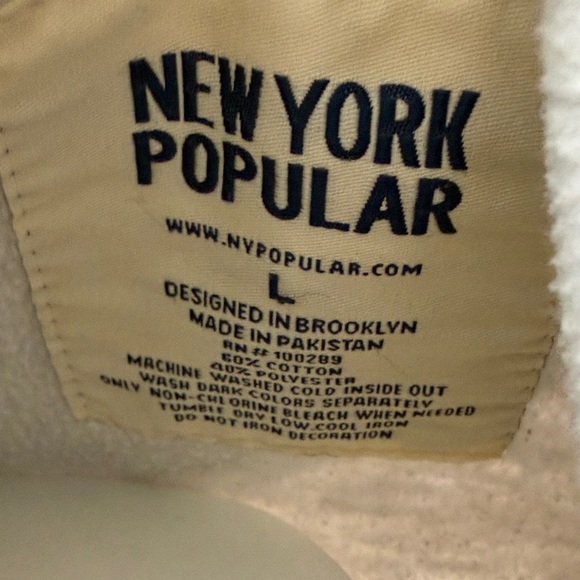 NEW YORK
POPULAR
WWW.NYPOPULAR.COM
L
DESIGNED IN BROOKLYN
MADE IN PAKISTAN
RN # 100289
60% COTTON
40% POLYESTER
MACHINE WASHED COLD INSIDE OUT
WASH DARK COLORS SEPARATELY
ONLY NON-CHLORINE BLEACH WHEN NEEDED
TUMBLE DRY LOW.COOL IRON
DO NOT IRON DECORATION